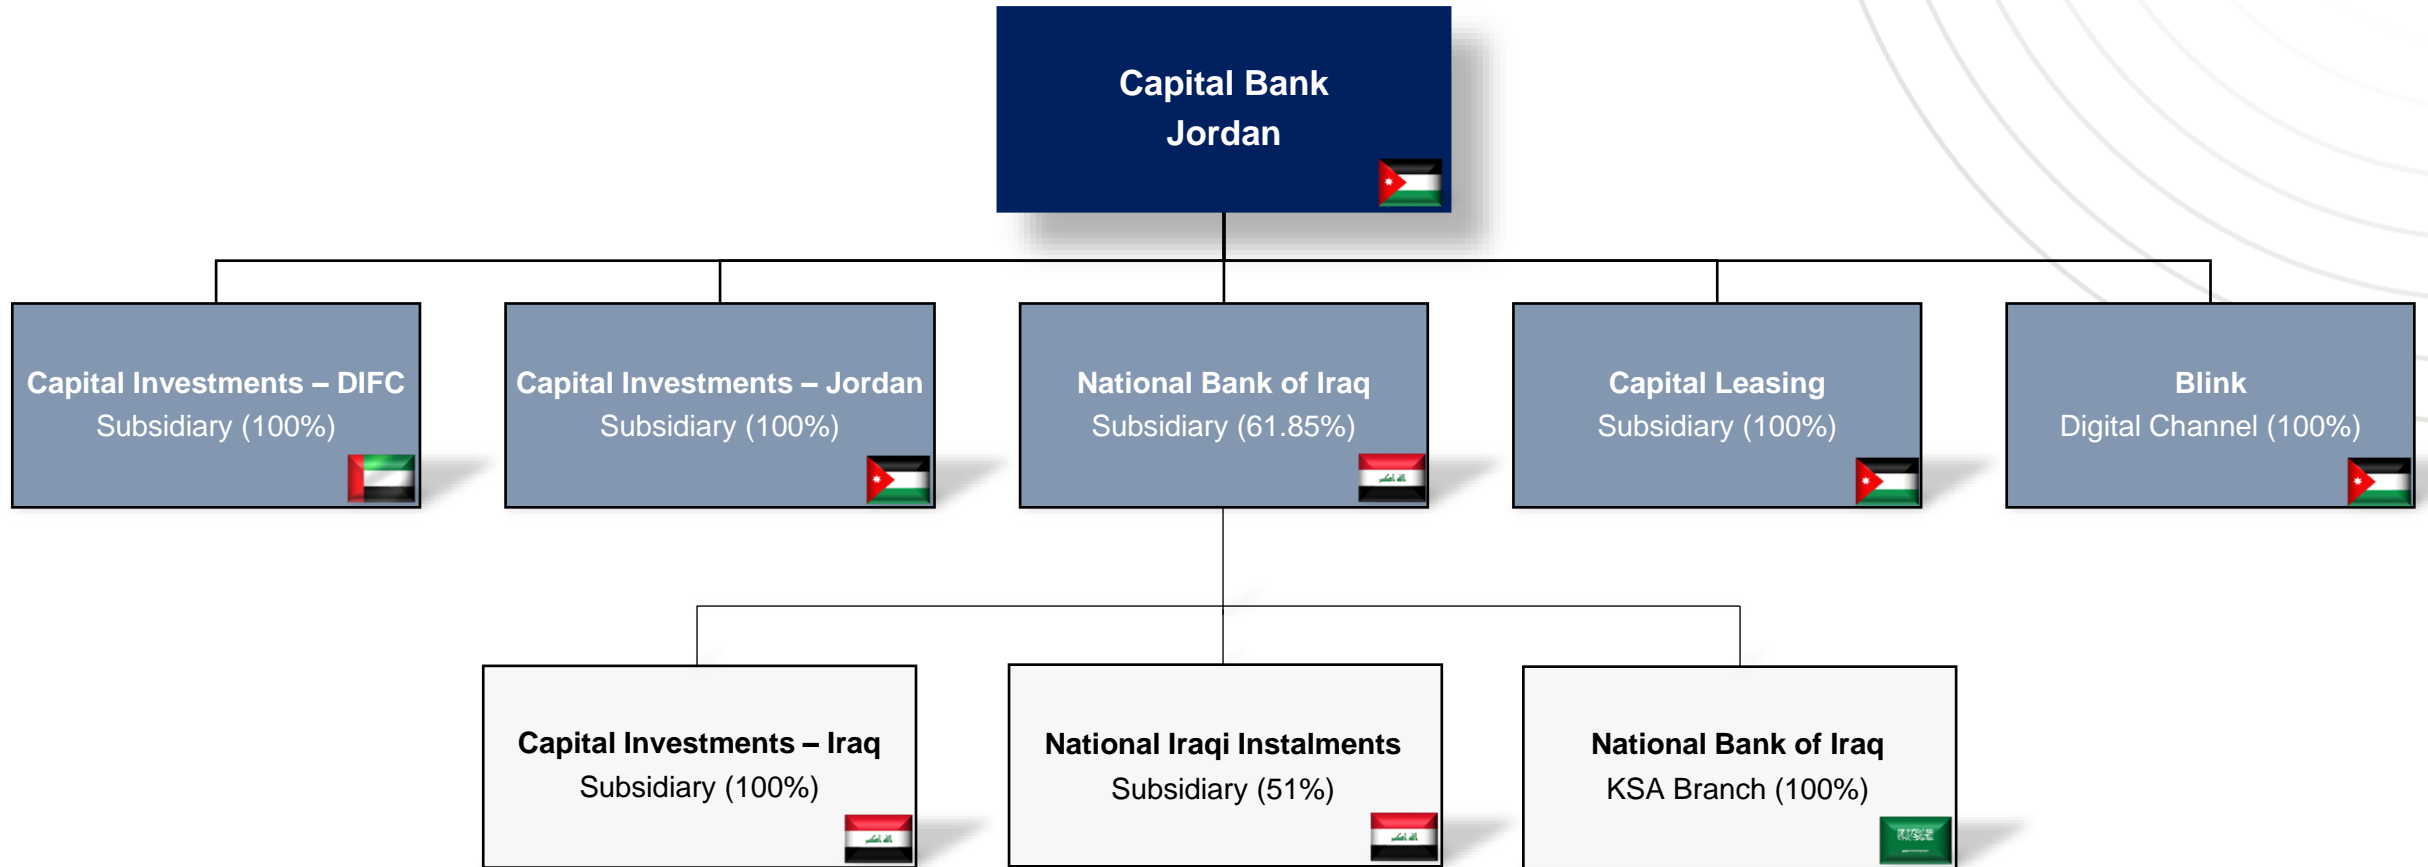 Capital Bank
Jordan
Capital Investments – DIFC
Subsidiary (100%)
Capital Investments – Jordan
Subsidiary (100%)
National Bank of Iraq
Subsidiary (61.85%)
Capital Leasing
Subsidiary (100%)
Blink
Digital Channel (100%)
Capital Investments – Iraq
Subsidiary (100%)
National Iraqi Instalments
Subsidiary (51%)
National Bank of Iraq
KSA Branch (100%)